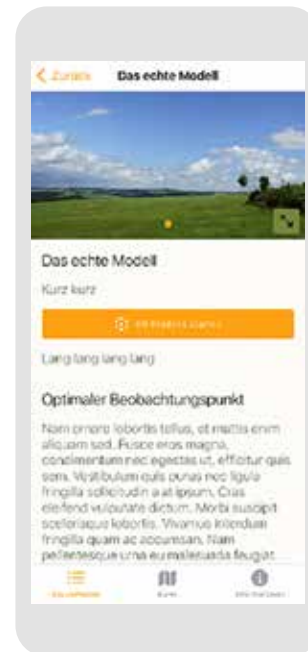 Zurück
Das echte Modell
Das echte Modell
Kurz kurz
Lang lang lang lang
Optimaler Beobachtungspunkt
Nam ornare lobortis tellus, et mattis enim
aliquam sed. Fusce eros magna,
condimentum nec egestas ut, efficitur quis
sem. Vestibulum quis purus nec ligula
fringilla sollicitudin a at ipsum. Cras
eleifend vulputate dictum. Morbi suscipit
scelerisque lobortis. Vivamus interdum
fringilla quam ac accumsan. Nam
pellentesque urna eu malesuada feugiat
Karte